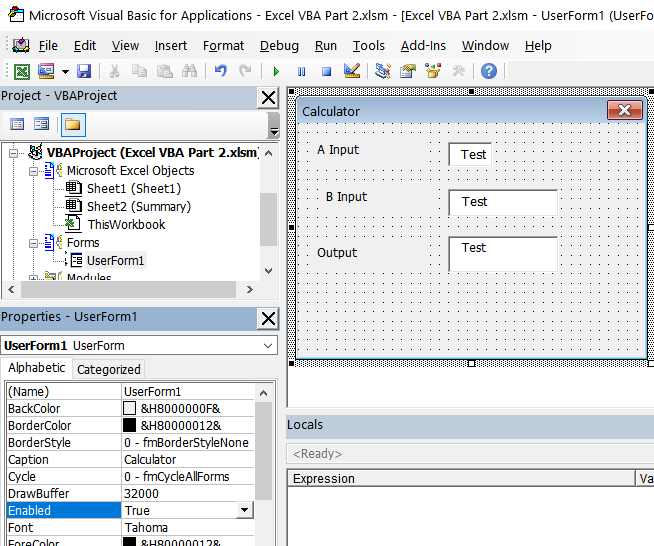 Microsoft Visual Basic for Applications - Excel VBA Part 2.xlsm - [Excel VBA Part 2.xlsm - UserForm1 (UserFo
File Edit View Insert Format Debug Run Tools Add-Ins Window Help
Project - VBAProject
VBAProject (Excel VBA Part 2.xlsm)
Microsoft Excel Objects
Sheet1 (Sheet1)
Sheet2 (Summary)
ThisWorkbook
Forms
UserForm1
Modules
Properties - UserForm1
UserForm1 UserForm
Alphabetic Categorized
(Name) UserForm1
BackColor &H8000000F&
BorderColor &H80000012&
BorderStyle 0 - fmBorderStyleNone
Caption Calculator
Cycle 0 - fmCycleAllForms
DrawBuffer 32000
Enabled True
Font Tahoma
ForeColor &H80000012&
Calculator
A Input Test
B Input Test
Output Test
Locals
<Ready>
Expression Va